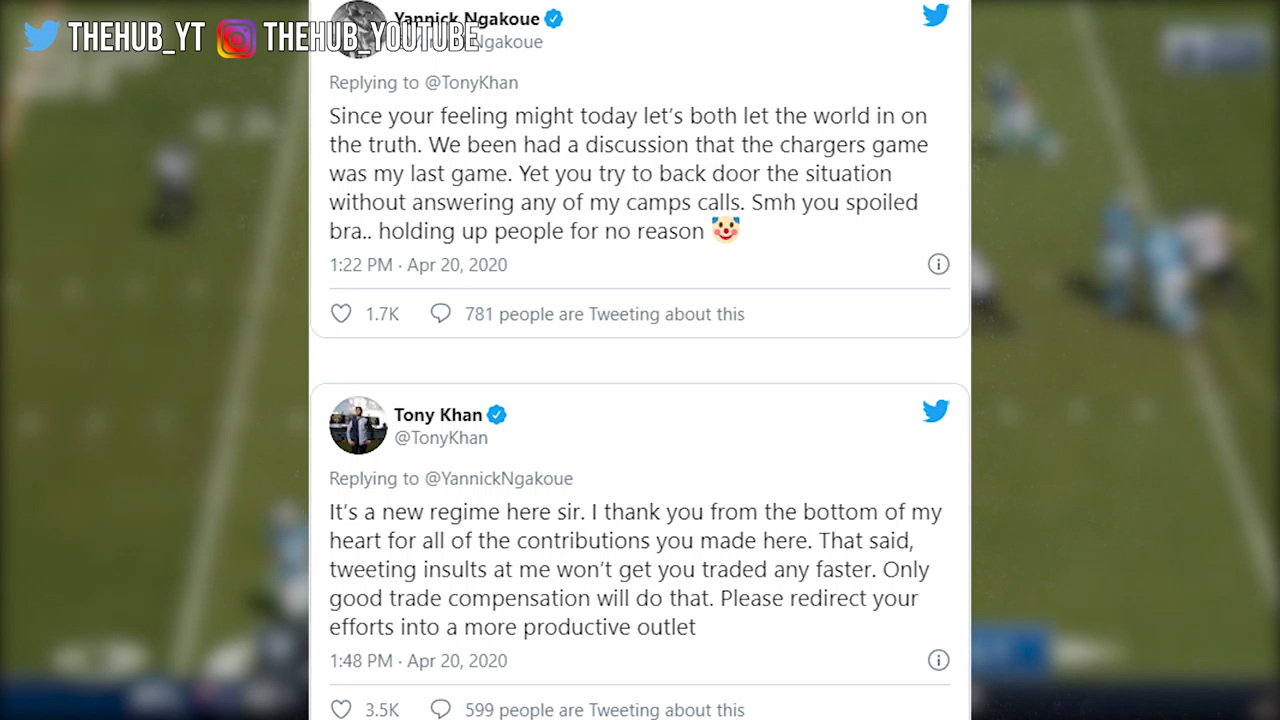 THEHUB_YT THEHUB_YOUTUBE
Yannick Ngakoue
Ngakoue
Replying to @TonyKhan
Since your feeling might today let's both let the world in on
the truth. We been had a discussion that the chargers game
was my last game. Yet you try to back door the situation
without answering any of my camps calls. Smh you spoiled
bra.. holding up people for no reason 🤡
1:22 PM · Apr 20, 2020
1.7K 781 people are Tweeting about this
Tony Khan
@TonyKhan
Replying to @YannickNgakoue
It's a new regime here sir. I thank you from the bottom of my
heart for all of the contributions you made here. That said,
tweeting insults at me won't get you traded any faster. Only
good trade compensation will do that. Please redirect your
efforts into a more productive outlet
1:48 PM · Apr 20, 2020
3.5K 599 people are Tweeting about this